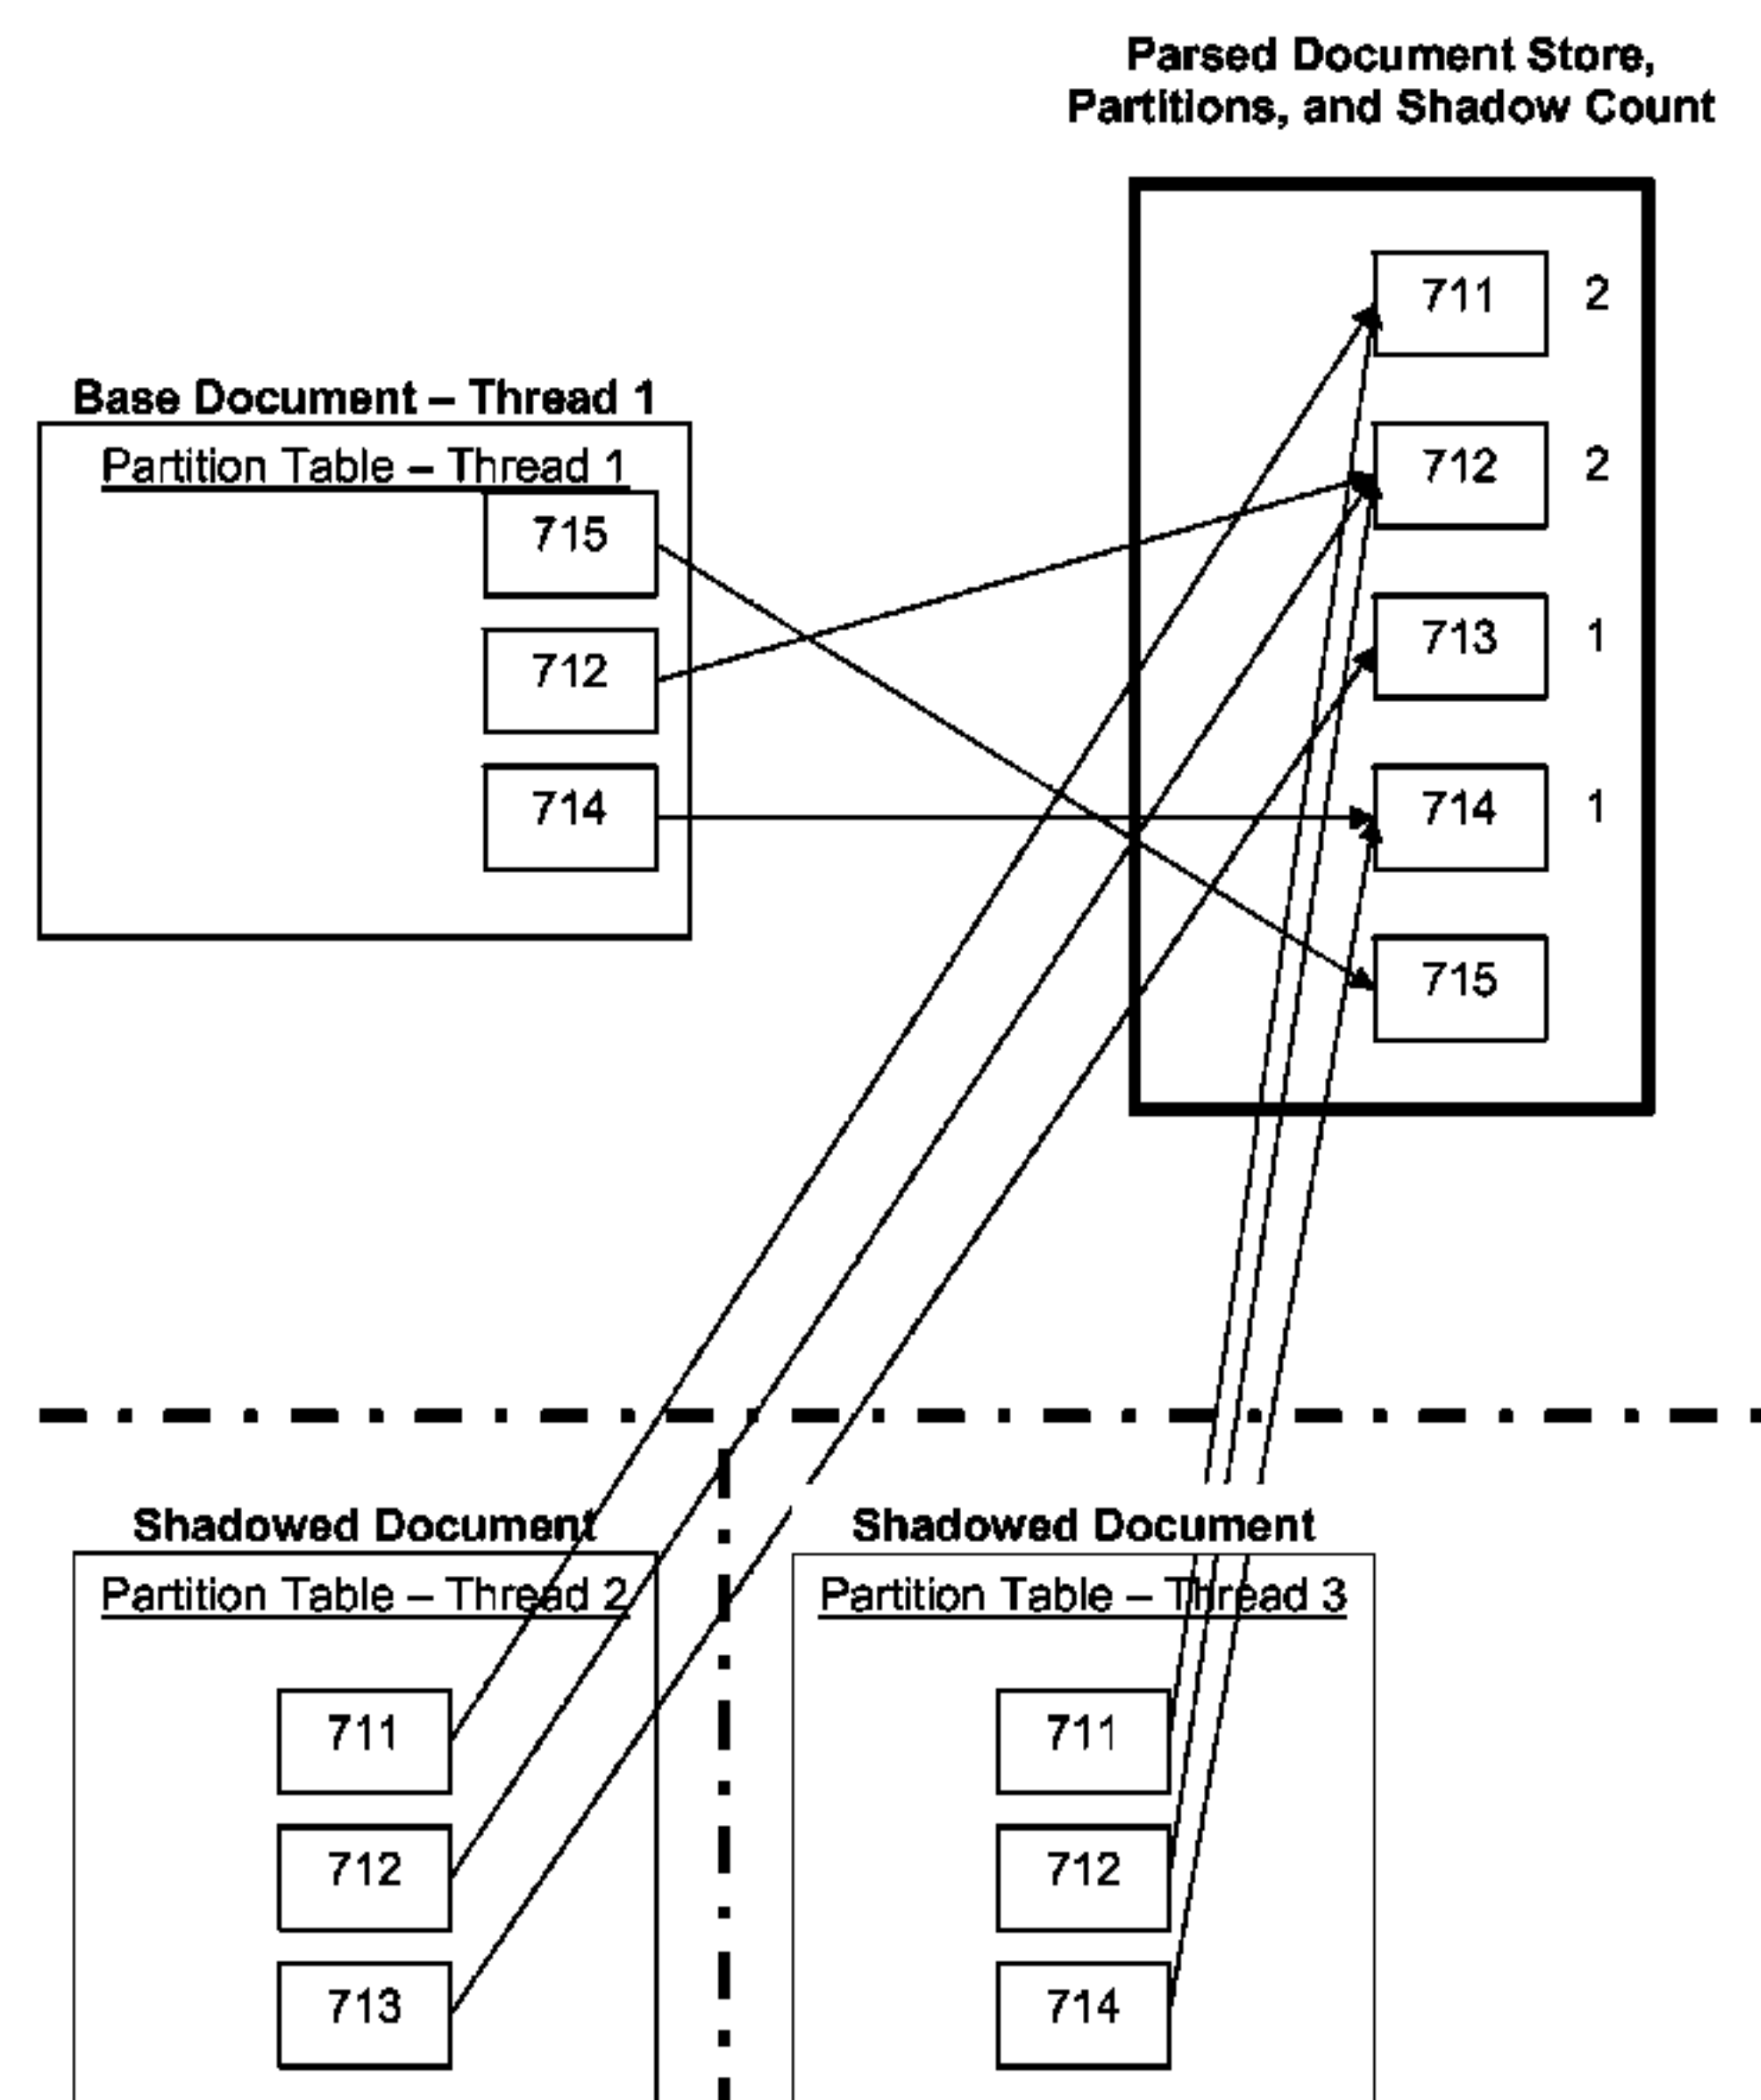 Parsed Document Store,
Partitions, and Shadow Count
711 2
712 2
713 1
714 1
715
Base Document – Thread 1
Partition Table – Thread 1
715
712
714
Shadowed Document
Partition Table – Thread 2
711
712
713
Shadowed Document
Partition Table – Thread 3
711
712
714